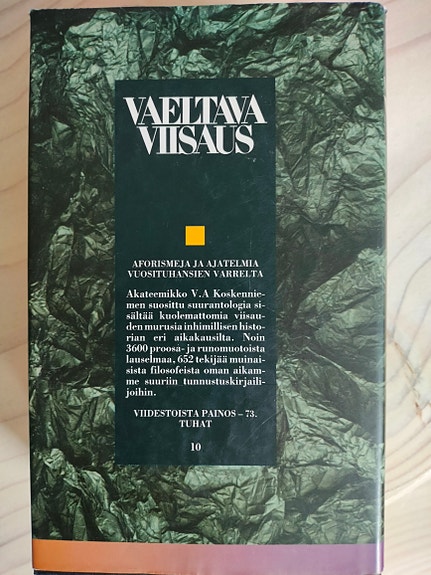 VAELTAVA
VIISAUS
AFORISMEJA JA AJATELMIA
VUOSITUHANSIEN VARRELTA
Akateemikko V.A Koskennie-
men suosittu suurantologia si-
sältää kuolemattomia viisau-
den murusia inhimillisen histo-
rian eri aikakausilta. Noin
3600 proosa- ja runomuotoista
lauselmaa, 652 tekijää muinai-
sista filosofeista oman aikam-
me suuriin tunnustuskirjaili-
joihin.
VIIDESTOISTA PAINOS – 73.
TUHAT
10